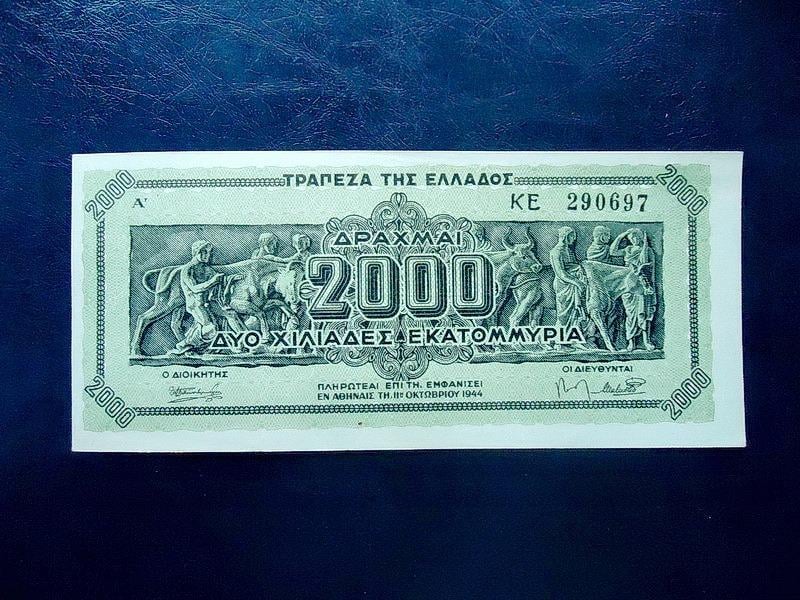 2000 ΤΡΑΠΕΖΑ ΤΗΣ ΕΛΛΑΔΟΣ 2000
Α' ΚΕ 290697
ΔΡΑΧΜΑΙ
2000
ΔΥΟ ΧΙΛΙΑΔΕΣ ΕΚΑΤΟΜΜΥΡΙΑ
Ο ΔΙΟΙΚΗΤΗΣ ΟΙ ΔΙΕΥΘΥΝΤΑΙ
ΠΛΗΡΩΤΕΑΙ ΕΠΙ ΤΗ. ΕΜΦΑΝΙΣΕΙ
2000 ΕΝ ΑΘΗΝΑΙΣ ΤΗ. 11η ΟΚΤΩΒΡΙΟΥ 1944 2000